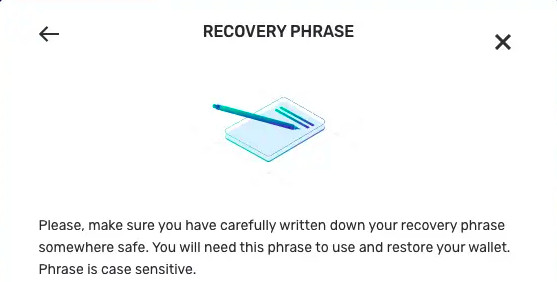 RECOVERY PHRASE
Please, make sure you have carefully written down your recovery phrase
somewhere safe. You will need this phrase to use and restore your wallet.
Phrase is case sensitive.